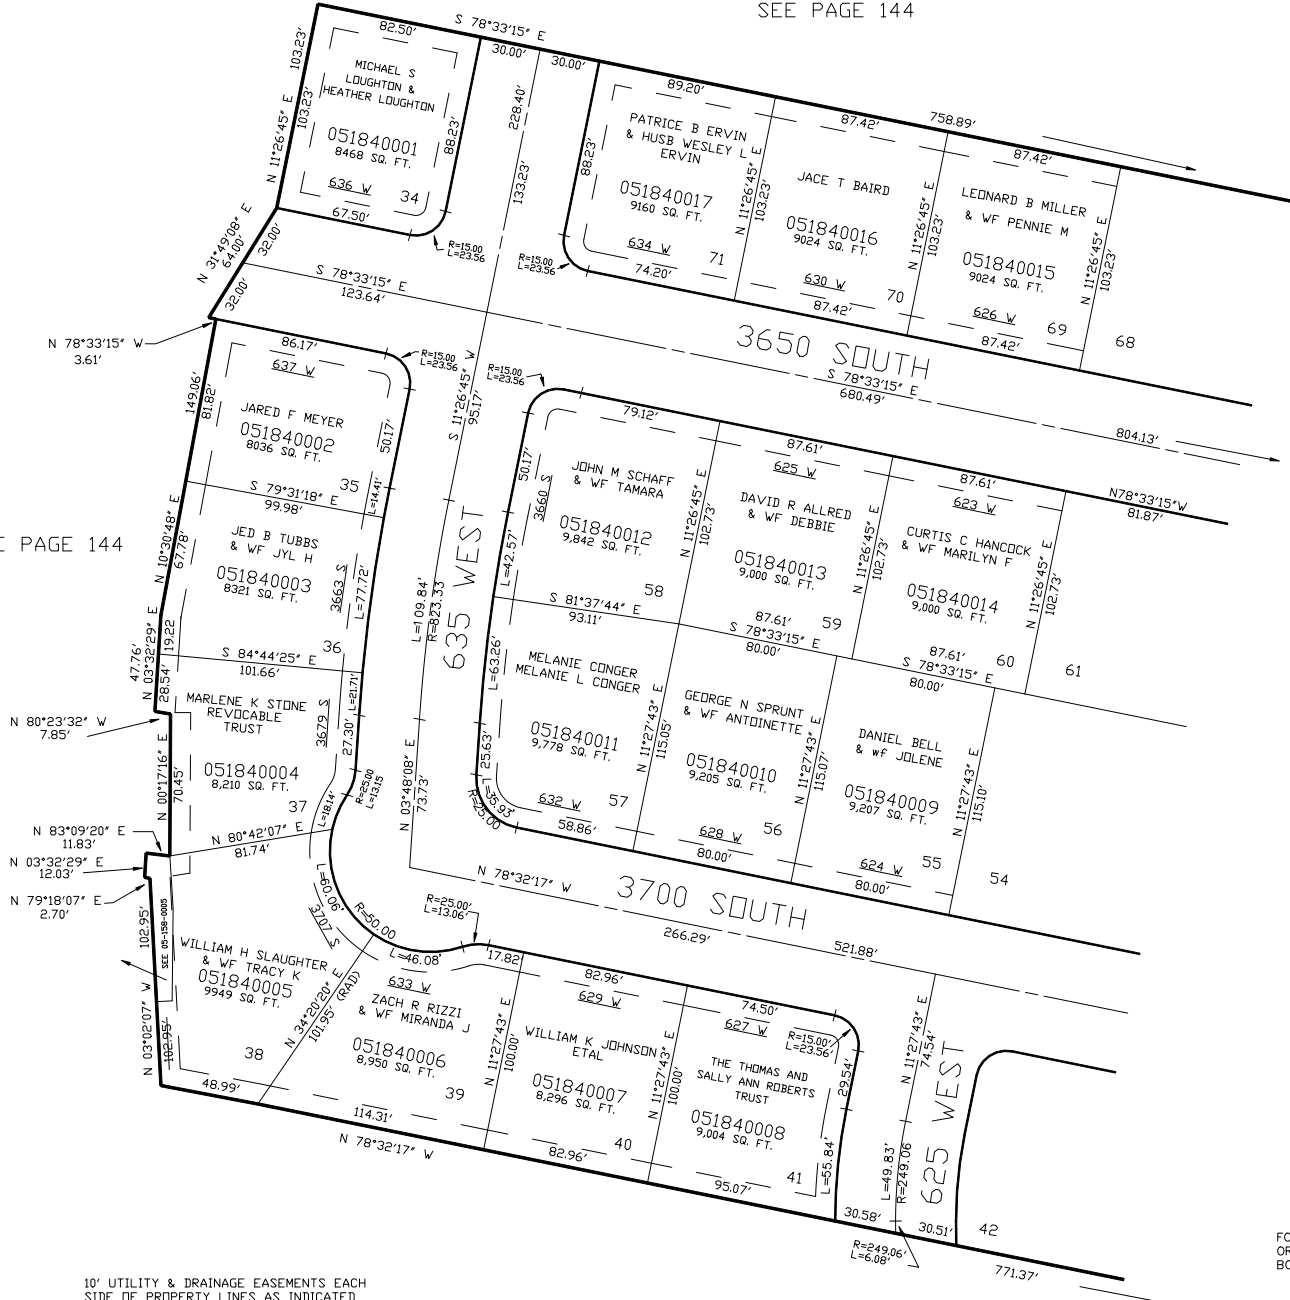 SEE PAGE 144
S 78°33'15" E
82.50'
30.00'
30.00'
103.23'
N 11°26'45" E
103.23'
MICHAEL S
LOUGHTON &
HEATHER LOUGHTON
051840001
8468 SQ. FT.
636 W
34
67.50'
88.23'
R=15.00
L=23.56
228.40'
133.23'
88.23'
R=15.00
L=23.56
89.20'
PATRICE B ERVIN
& HUSB WESLEY L
ERVIN
051840017
9160 SQ. FT.
634 W
71
74.20'
N 11°26'45" E
103.23'
87.42'
758.89'
JACE T BAIRD
051840016
9024 SQ. FT.
630 W
70
87.42'
N 11°26'45" E
103.23'
87.42'
LEONARD B MILLER
& WF PENNIE M
051840015
9024 SQ. FT.
626 W
69
87.42'
N 11°26'45" E
103.23'
68
N 31°49'08" E
64.00'
32.00'
32.00'
S 78°33'15" E
123.64'
3650 SOUTH
S 78°33'15" E
680.49'
804.13'
N 78°33'15" W
3.61'
86.17'
637 W
R=15.00
L=23.56
149.06'
81.82'
JARED F MEYER
051840002
8036 SQ. FT.
35
50.17'
L=14.41'
S 79°31'18" E
99.98'
S 11°26'45" W
95.17'
R=15.00
L=23.56
79.12'
50.17'
3660 S
JOHN M SCHAFF
& WF TAMARA
051840012
9,842 SQ. FT.
58
L=42.57'
S 81°37'44" E
93.11'
N 11°26'45" E
102.73'
87.61'
625 W
DAVID R ALLRED
& WF DEBBIE
051840013
9,000 SQ. FT.
59
87.61'
S 78°33'15" E
80.00'
N 11°26'45" E
102.73'
87.61'
623 W
CURTIS C HANCOCK
& WF MARILYN F
051840014
9,000 SQ. FT.
60
87.61'
S 78°33'15" E
80.00'
N 11°26'45" E
102.73'
N78°33'15"W
81.87'
61
E PAGE 144
N 10°30'48" E
67.78'
JED B TUBBS
& WF JYL H
051840003
8321 SQ. FT.
3663 S
L=77.72'
36
S 84°44'25" E
101.66'
L=109.84'
R=823.33
635 WEST
47.76'
N 03°32'29" E
19.22
28.54'
MARLENE K STONE
REVOCABLE
TRUST
051840004
8,210 SQ. FT.
3679 S
L=21.71'
27.30'
37
R=25.00
L=13.15
L=18.14'
N 80°23'32" W
7.85'
N 00°17'16" E
70.45'
N 80°42'07" E
81.74'
N 03°48'08" E
73.73'
L=63.26'
25.63'
L=35.93'
R=25.00
MELANIE CONGER
MELANIE L CONGER
051840011
9,778 SQ. FT.
632 W
57
58.86'
N 11°27'43" E
115.05'
GEORGE N SPRUNT
& WF ANTOINETTE
051840010
9,205 SQ. FT.
628 W
56
80.00'
N 11°27'43" E
115.07'
DANIEL BELL
& wf JOLENE
051840009
9,207 SQ. FT.
624 W
55
80.00'
N 11°27'43" E
115.10'
54
N 83°09'20" E
11.83'
N 03°32'29" E
12.03'
N 79°18'07" E
2.70'
102.95'
SEE 05-158-0005
N 03°02'07" W
102.95'
WILLIAM H SLAUGHTER
& WF TRACY K
051840005
9949 SQ. FT.
38
48.99'
L=60.06'
3707 S
R=50.00
L=46.08'
R=25.00'
L=13.06'
17.82'
N 34°20'20" E
101.95' (RAD)
633 W
ZACH R RIZZI
& WF MIRANDA J
051840006
8,950 SQ. FT.
39
114.31'
N 78°32'17" W
N 78°32'17" W
3700 SOUTH
266.29'
521.88'
82.96'
629 W
N 11°27'43" E
100.00'
WILLIAM K JOHNSON
ETAL
051840007
8,296 SQ. FT.
40
82.96'
N 11°27'43" E
100.00'
74.50'
627 W
R=15.00'
L=23.56'
THE THOMAS AND
SALLY ANN ROBERTS
TRUST
051840008
9,004 SQ. FT.
41
95.07'
29.54'
L=55.84'
N 11°27'43" E
74.54'
L=49.83'
R=249.06
625 WEST
30.58'
30.51'
42
R=249.06'
L=6.08'
771.37'
FO
OR
BO
10' UTILITY & DRAINAGE EASEMENTS EACH
SIDE OF PROPERTY LINES AS INDICATED